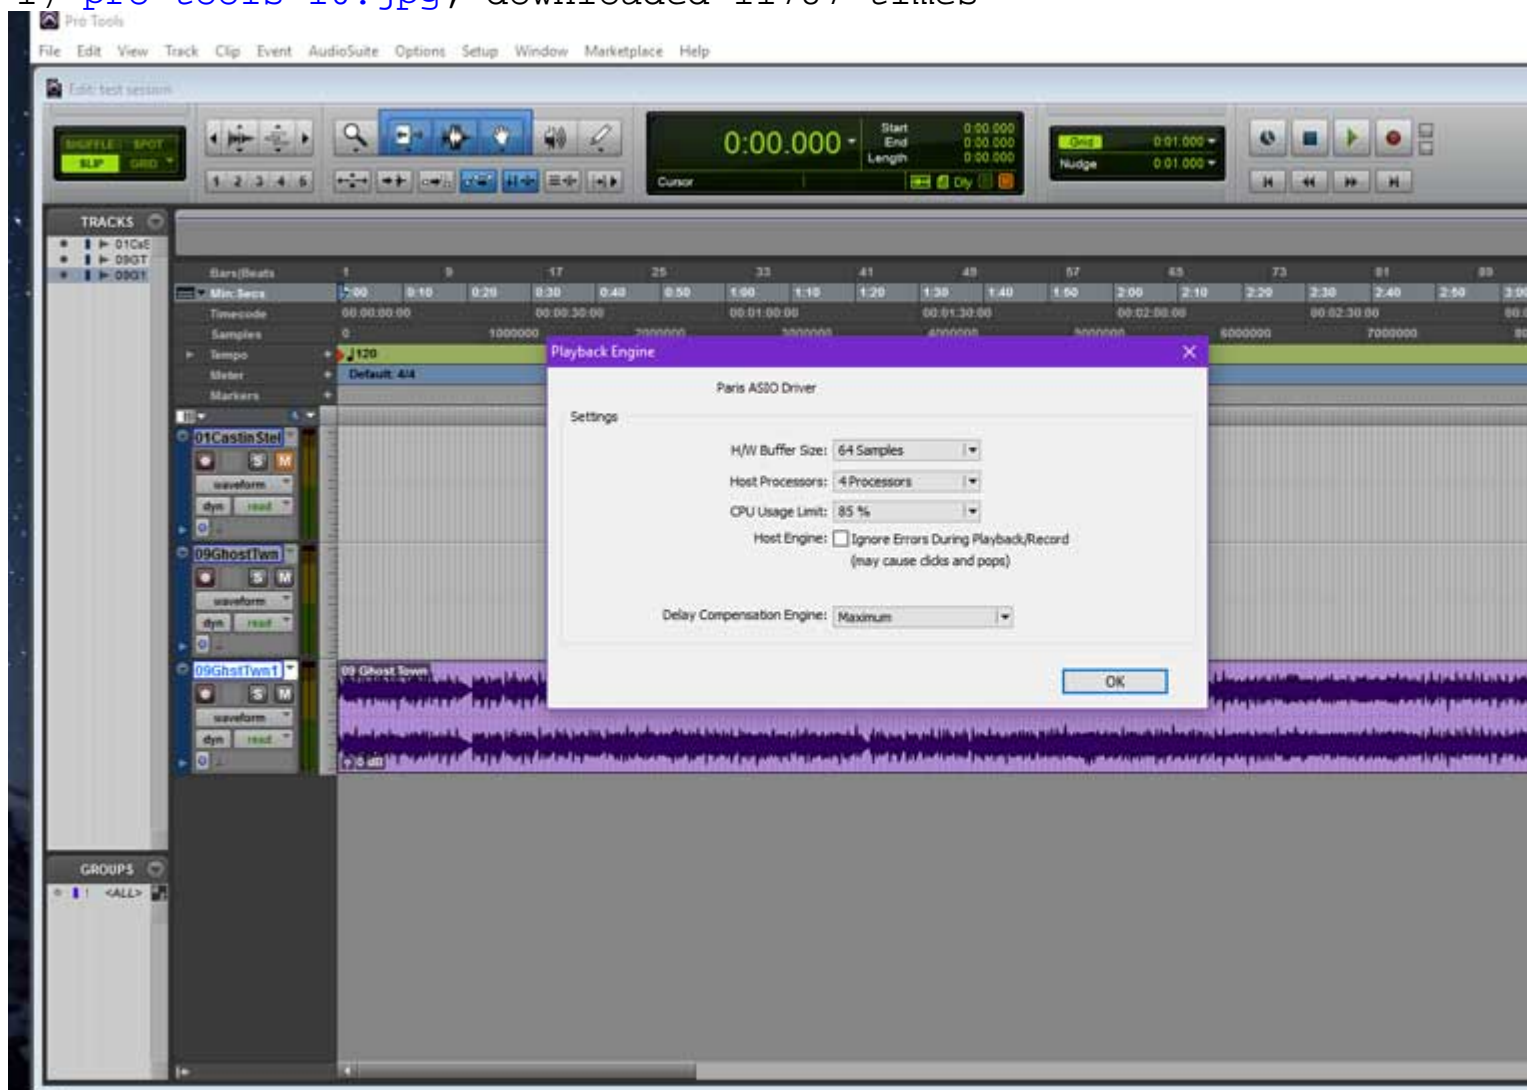 Pro Tools
File Edit View Track Clip Event AudioSuite Options Setup Window Marketplace Help
Edit: test session
SHUFFLE SPOT
SLIP GRID
1 2 3 4 5
0:00.000
Start 0:00.000
End 0:00.000
Length 0:00.000
Cursor
Dly
Grid 0:01.000
Nudge 0:01.000
TRACKS
01CsS
09GT
09G1
Bars|Beats 1 9 17 25 33 41 49 57 65 73 81 89
Min:Secs 0:00 0:10 0:20 0:30 0:40 0:50 1:00 1:10 1:20 1:30 1:40 1:50 2:00 2:10 2:20 2:30 2:40 2:50 3:00
Timecode 00:00:00:00 00:00:30:00 00:01:00:00 00:01:30:00 00:02:00:00 00:02:30:00
Samples 0 1000000 2000000 3000000 4000000 5000000 6000000 7000000
Tempo 120
Meter Default: 4/4
Markers
Playback Engine
Paris ASIO Driver
Settings
H/W Buffer Size: 64 Samples
Host Processors: 4 Processors
CPU Usage Limit: 85 %
Host Engine: Ignore Errors During Playback/Record
(may cause clicks and pops)
Delay Compensation Engine: Maximum
OK
01CastinStel
S M
waveform
dyn read
09GhostTwn
S M
waveform
dyn read
09GhstTwn1
S M
waveform
dyn read
09 Ghost Town
0 dB
GROUPS
! <ALL>